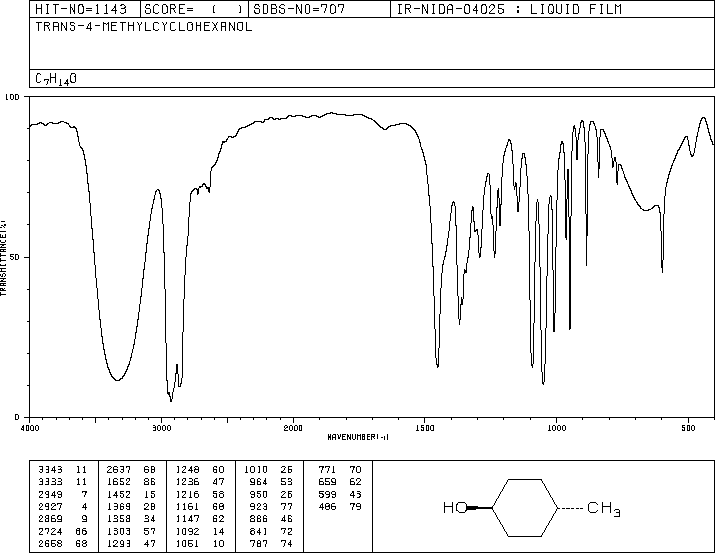 HIT-NO=1143 SCORE= ( ) SDBS-NO=707 IR-NIDA-04025 : LIQUID FILM
TRANS-4-METHYLCYCLOHEXANOL
C7H14O
100
50
0
TRANSMITTANCE(%)
4000 3000 2000 1500 1000 500
WAVENUMBER(-1)
3343 11 2637 68 1248 60 1010 26 771 70
3333 11 1652 86 1236 47 964 53 659 62
2949 7 1452 15 1216 58 950 26 599 43
2927 4 1369 28 1161 68 923 77 486 79
2869 9 1358 34 1147 62 886 46
2724 66 1303 57 1092 14 841 72
2658 68 1293 47 1051 10 787 74
HO CH3